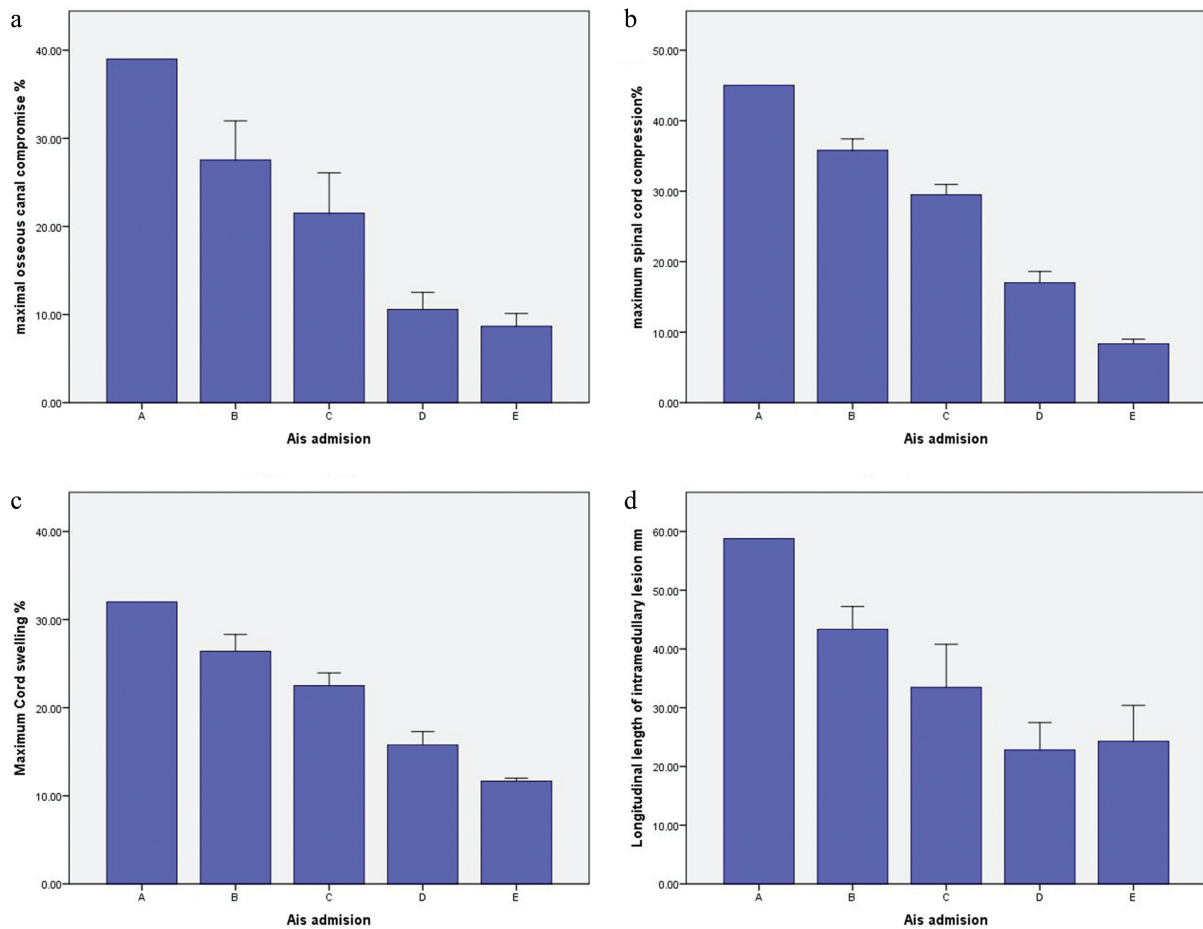 a
maximal osseous canal compromise %
40.00
30.00
20.00
10.00
0.00
A B C D E
Ais admision
b
maximum spinal cord compression%
50.00
40.00
30.00
20.00
10.00
0.00
A B C D E
Ais admision
c
Maximum Cord swelling %
40.00
30.00
20.00
10.00
0.00
A B C D E
Ais admision
d
Longitudinal length of intramedullary lesion mm
60.00
50.00
40.00
30.00
20.00
10.00
0.00
A B C D E
Ais admision